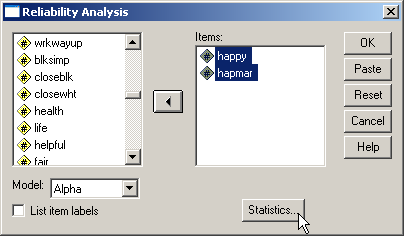 Reliability Analysis
wrkwayup
blksimp
closeblk
closewht
health
life
helpful
fair
Items:
happy
hapmar
OK
Paste
Reset
Cancel
Help
Model:
Alpha
List item labels
Statistics...